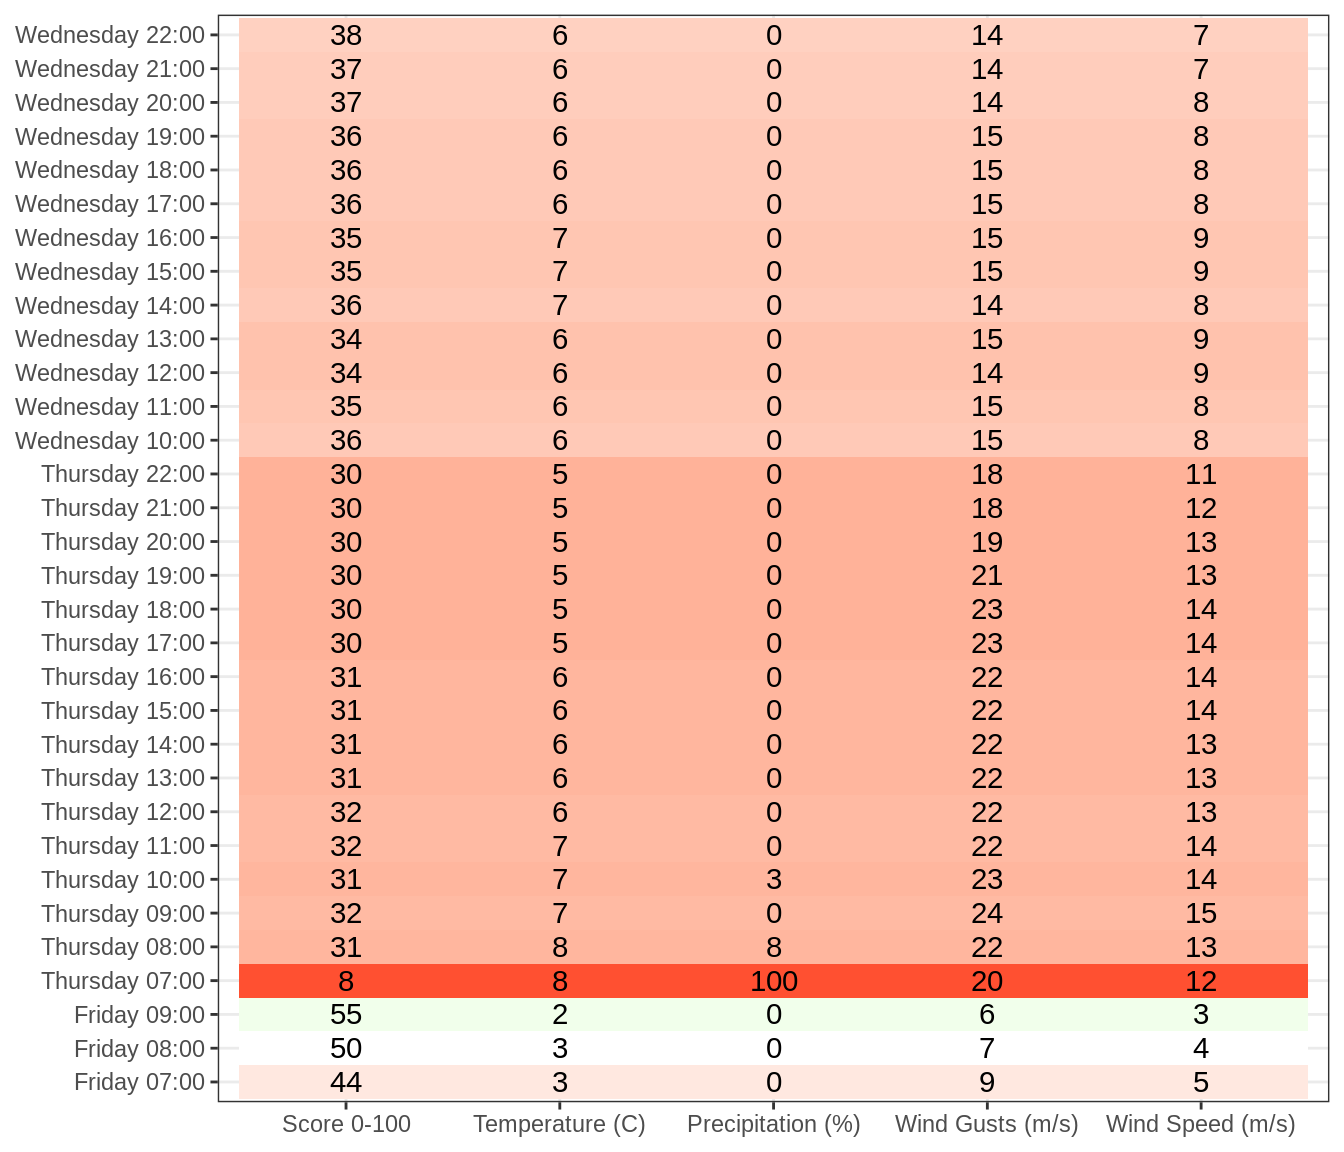 Wednesday 22:00 38 6 0 14 7
Wednesday 21:00 37 6 0 14 7
Wednesday 20:00 37 6 0 14 8
Wednesday 19:00 36 6 0 15 8
Wednesday 18:00 36 6 0 15 8
Wednesday 17:00 36 6 0 15 8
Wednesday 16:00 35 7 0 15 9
Wednesday 15:00 35 7 0 15 9
Wednesday 14:00 36 7 0 14 8
Wednesday 13:00 34 6 0 15 9
Wednesday 12:00 34 6 0 14 9
Wednesday 11:00 35 6 0 15 8
Wednesday 10:00 36 6 0 15 8
Thursday 22:00 30 5 0 18 11
Thursday 21:00 30 5 0 18 12
Thursday 20:00 30 5 0 19 13
Thursday 19:00 30 5 0 21 13
Thursday 18:00 30 5 0 23 14
Thursday 17:00 30 5 0 23 14
Thursday 16:00 31 6 0 22 14
Thursday 15:00 31 6 0 22 14
Thursday 14:00 31 6 0 22 13
Thursday 13:00 31 6 0 22 13
Thursday 12:00 32 6 0 22 13
Thursday 11:00 32 7 0 22 14
Thursday 10:00 31 7 3 23 14
Thursday 09:00 32 7 0 24 15
Thursday 08:00 31 8 8 22 13
Thursday 07:00 8 8 100 20 12
Friday 09:00 55 2 0 6 3
Friday 08:00 50 3 0 7 4
Friday 07:00 44 3 0 9 5
Score 0-100 Temperature (C) Precipitation (%) Wind Gusts (m/s) Wind Speed (m/s)